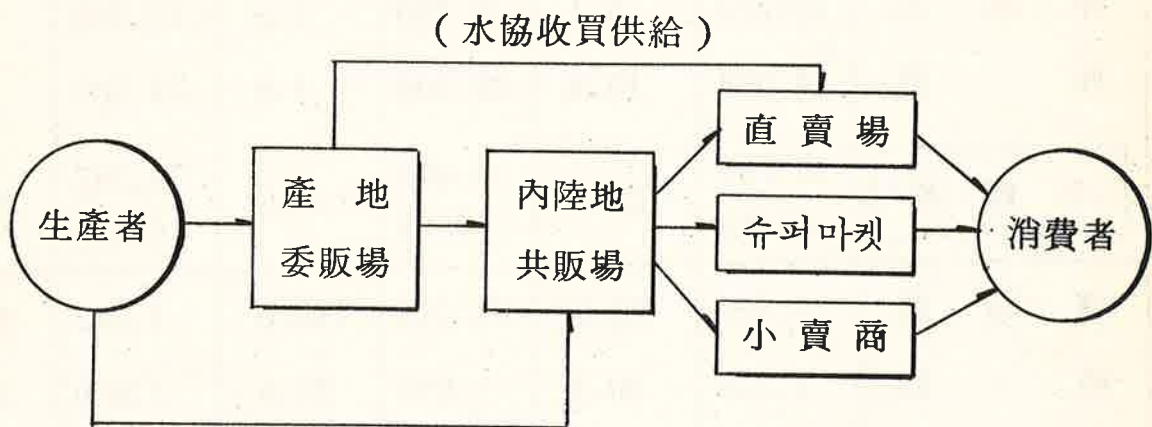 (水協收買供給)
生產者
產地
委販場
內陸地
共販場
直賣場
슈퍼마켓
小賣商
消費者